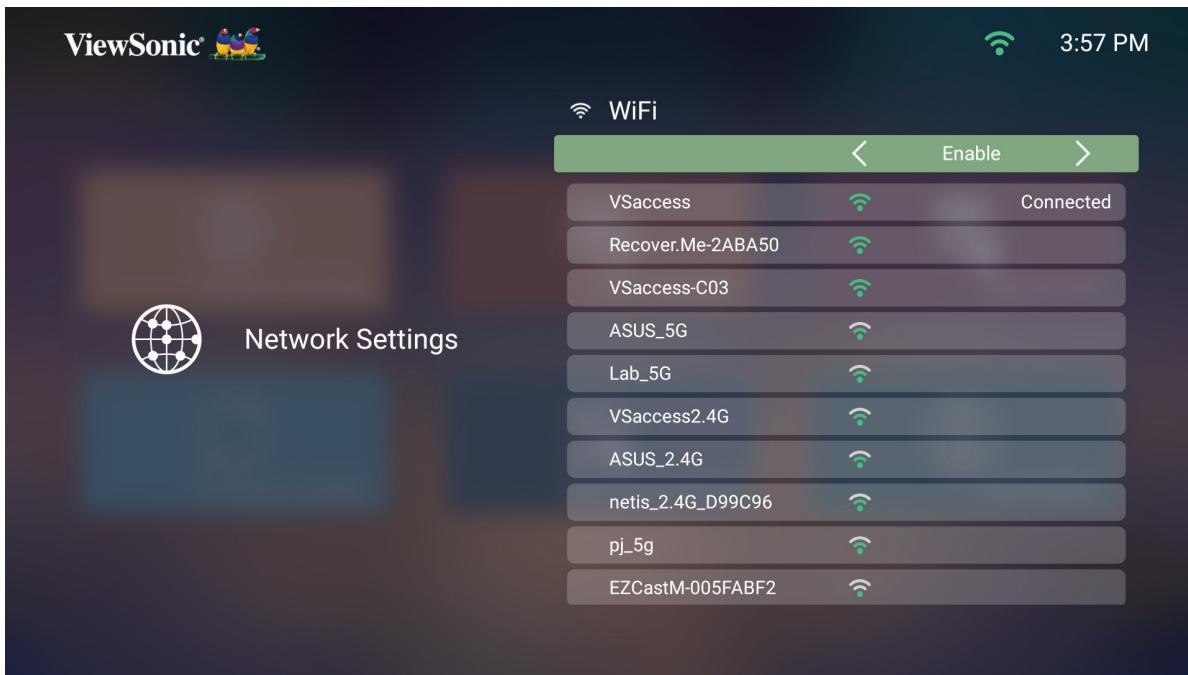 ViewSonic®
3:57 PM
WiFi
Enable
VSaccess Connected
Recover.Me-2ABA50
VSaccess-C03
ASUS_5G
Network Settings
Lab_5G
VSaccess2.4G
ASUS_2.4G
netis_2.4G_D99C96
pj_5g
EZCastM-005FABF2